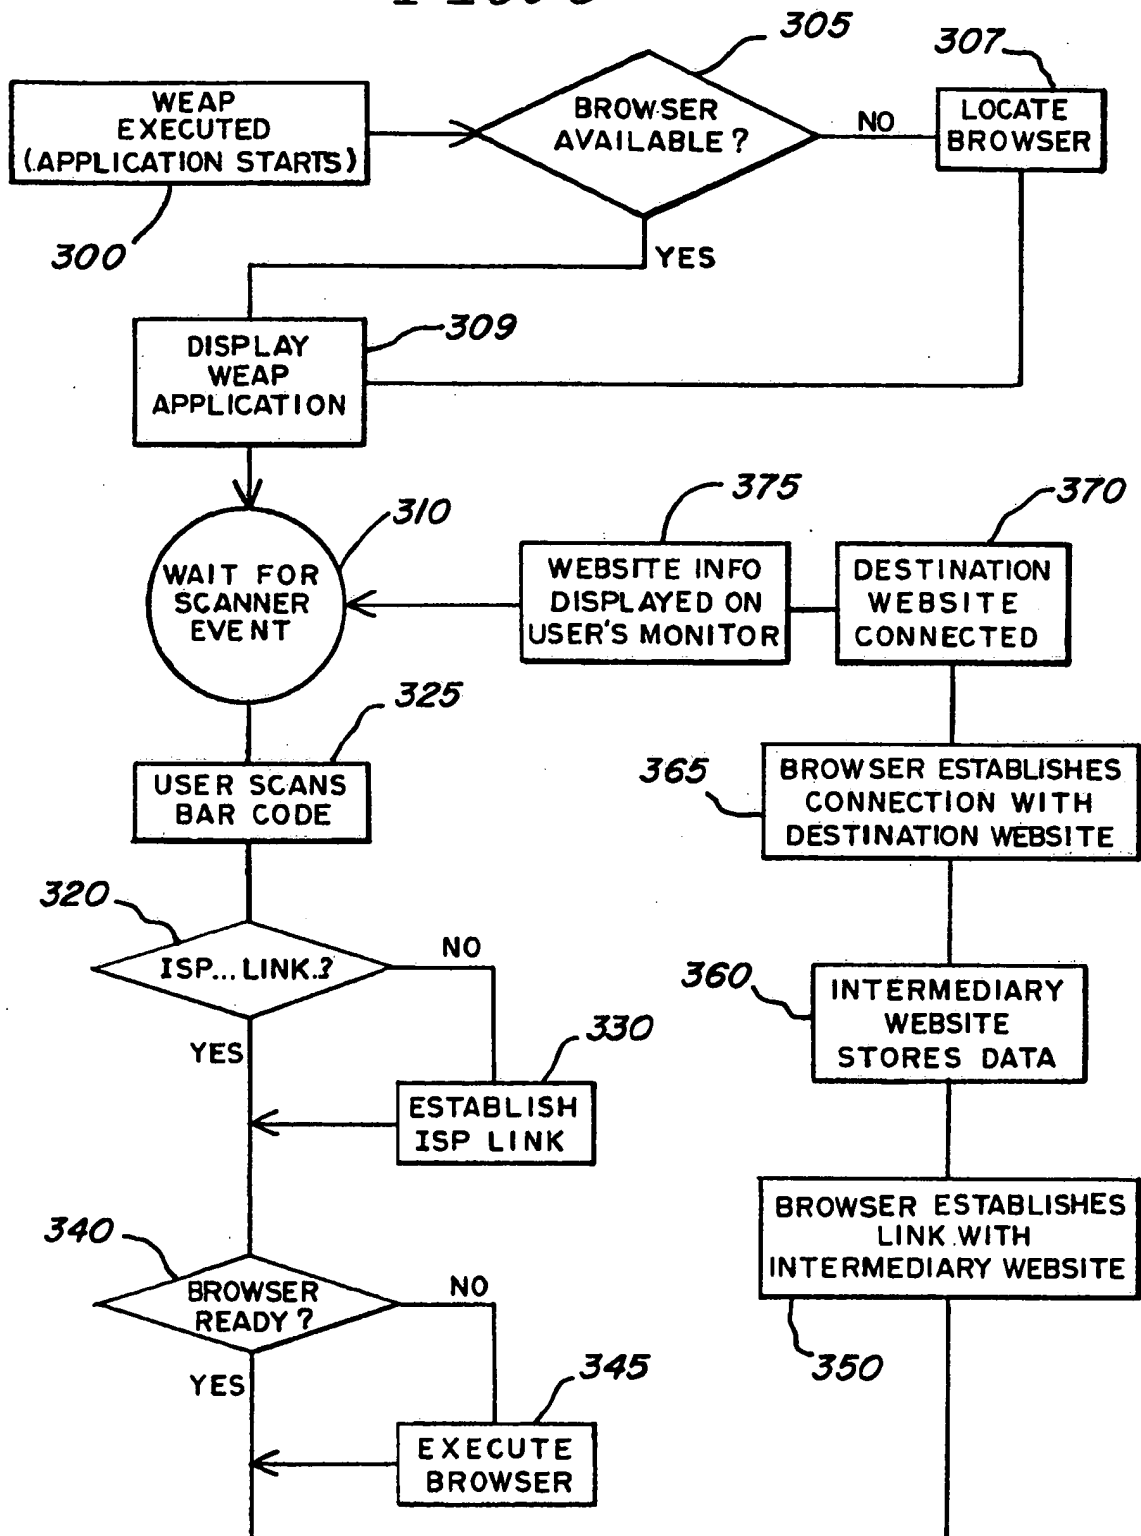 305
307
WEAP
EXECUTED
(APPLICATION STARTS)
BROWSER
AVAILABLE?
NO
LOCATE
BROWSER
300
YES
309
DISPLAY
WEAP
APPLICATION
310
375
370
WAIT FOR
SCANNER
EVENT
WEBSITE INFO
DISPLAYED ON
USER'S MONITOR
DESTINATION
WEBSITE
CONNECTED
325
USER SCANS
BAR CODE
365
BROWSER ESTABLISHES
CONNECTION WITH
DESTINATION WEBSITE
320
ISP... LINK.?
NO
YES
360
INTERMEDIARY
WEBSITE
STORES DATA
330
ESTABLISH
ISP LINK
340
BROWSER
READY?
NO
YES
BROWSER ESTABLISHES
LINK WITH
INTERMEDIARY WEBSITE
350
345
EXECUTE
BROWSER